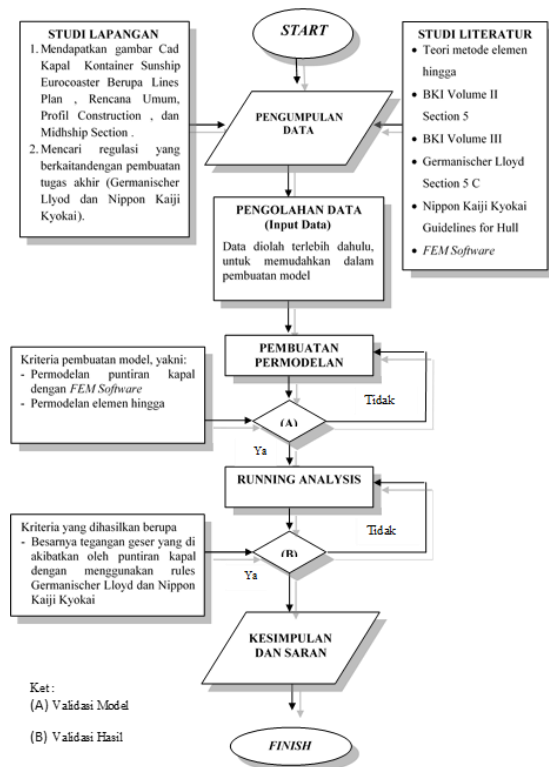 START
STUDI LAPANGAN
1. Mendapatkan gambar Cad
Kapal Kontainer Sunship
Eurocoaster Berupa Lines
Plan , Rencana Umum,
Profil Construction , dan
Midhship Section .
2. Mencari regulasi yang
berkaitandengan pembuatan
tugas akhir (Germanischer
Llyod dan Nippon Kaiji
Kyokai).
STUDI LITERATUR
• Teori metode elemen
hingga
• BKI Volume II
Section 5
• BKI Volume III
• Germanischer Lloyd
Section 5 C
• Nippon Kaiji Kyokai
Guidelines for Hull
• FEM Software
PENGUMPULAN
DATA
PENGOLAHAN DATA
(Input Data)
Data diolah terlebih dahulu,
untuk memudahkan dalam
pembuatan model
PEMBUATAN
PERMODELAN
Kriteria pembuatan model, yakni:
- Permodelan puntiran kapal
dengan FEM Software
- Permodelan elemen hingga
(A)
Tidak
Ya
RUNNING ANALYSIS
Kriteria yang dihasilkan berupa
- Besarnya tegangan geser yang di
akibatkan oleh puntiran kapal
dengan menggunakan rules
Germanischer Lloyd dan Nippon
Kaiji Kyokai
(B)
Tidak
Ya
KESIMPULAN
DAN SARAN
Ket :
(A) Validasi Model
(B) Validasi Hasil
FINISH